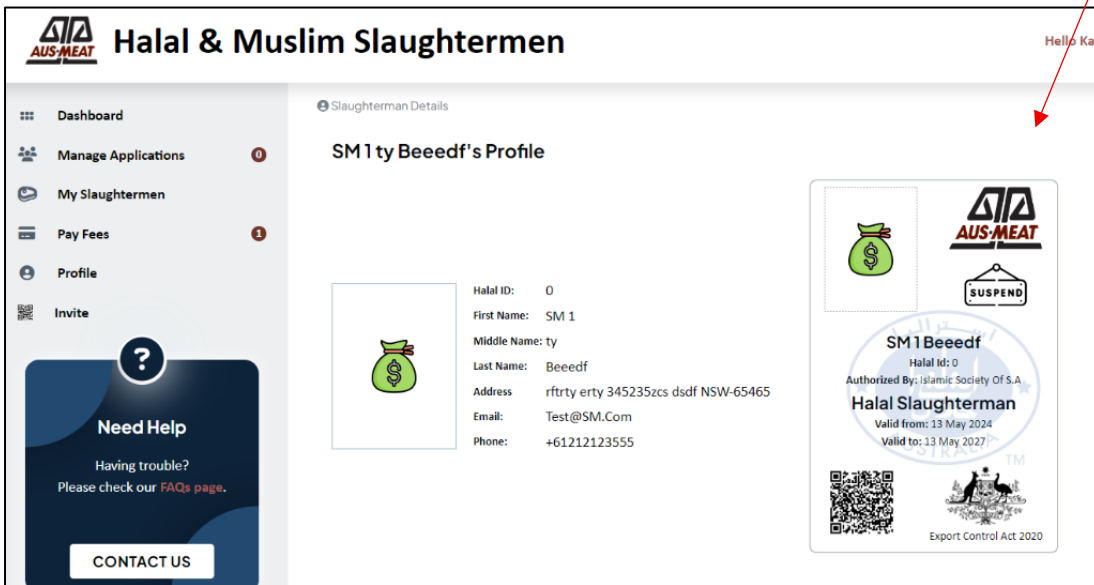 AUS-MEAT
Halal & Muslim Slaughtermen
Hello Ka
Dashboard
Manage Applications 0
My Slaughtermen
Pay Fees 1
Profile
Invite
?
Need Help
Having trouble?
Please check our FAQs page.
CONTACT US
Slaughterman Details
SM 1 ty Beeedf's Profile
$
Halal ID: 0
First Name: SM 1
Middle Name: ty
Last Name: Beeedf
Address rftrty erty 345235zcs dsdf NSW-65465
Email: Test@SM.Com
Phone: +61212123555
$
AUS-MEAT
SUSPEND
استراليا
SM 1 Beeedf
Halal Id: 0
Authorized By: Islamic Society Of S.A
Halal Slaughterman
Valid from: 13 May 2024
Valid to: 13 May 2027
AUSTRALIA
TM
Export Control Act 2020